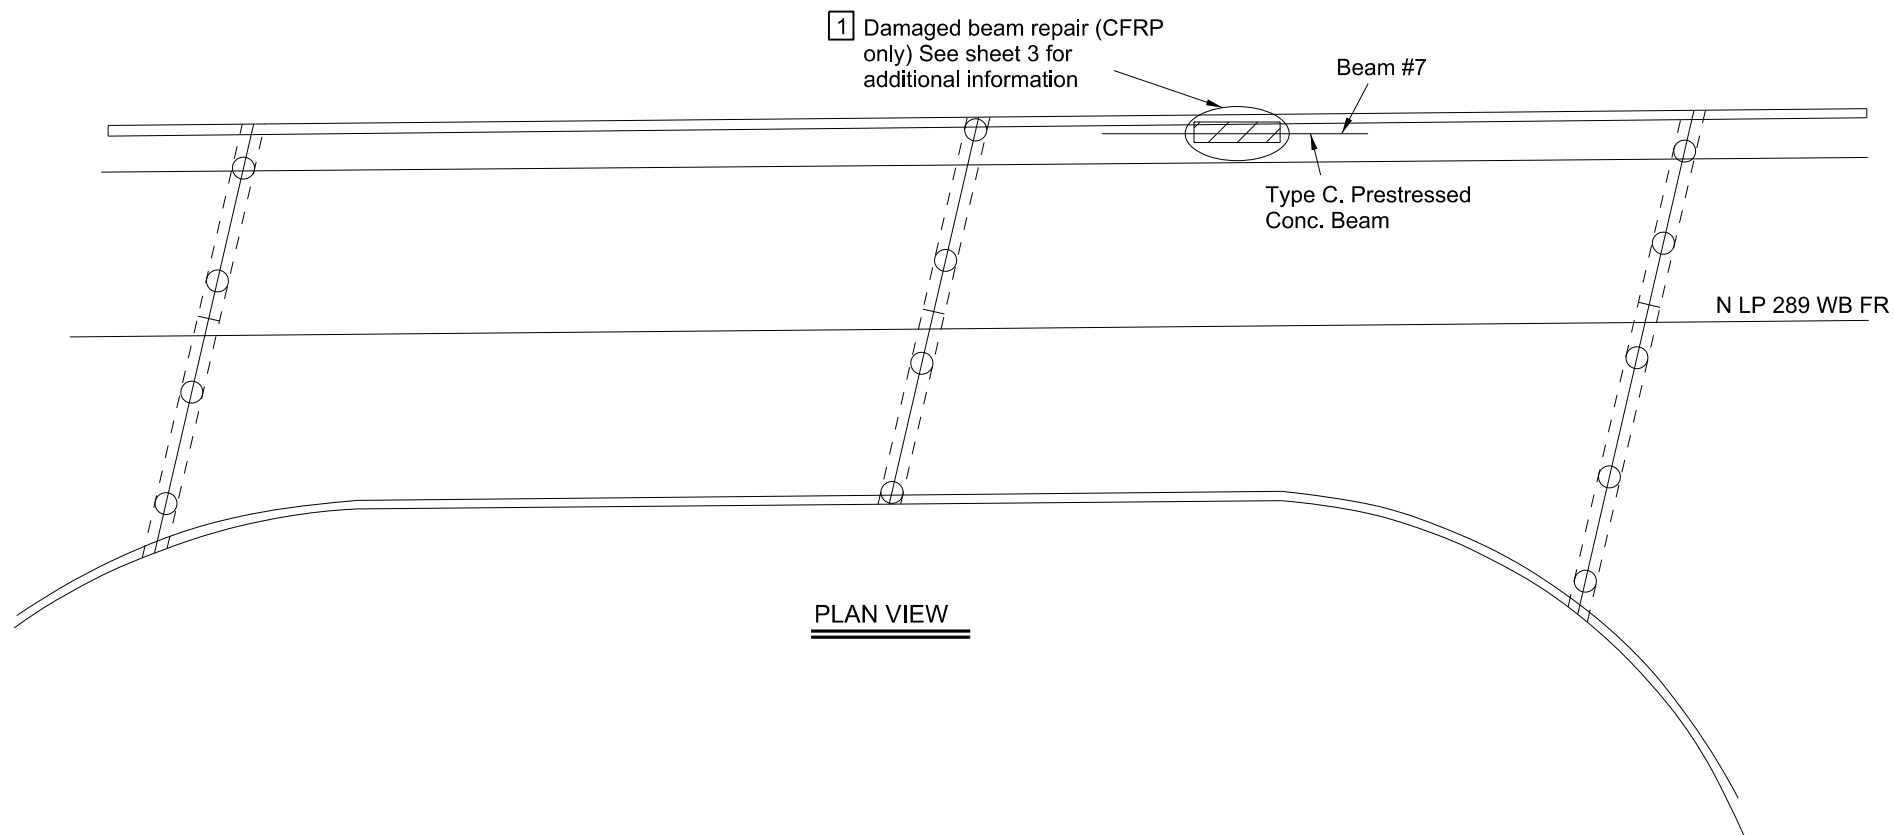 1 Damaged beam repair (CFRP
only) See sheet 3 for
additional information
Beam #7
Type C. Prestressed
Conc. Beam
N LP 289 WB FR
PLAN VIEW